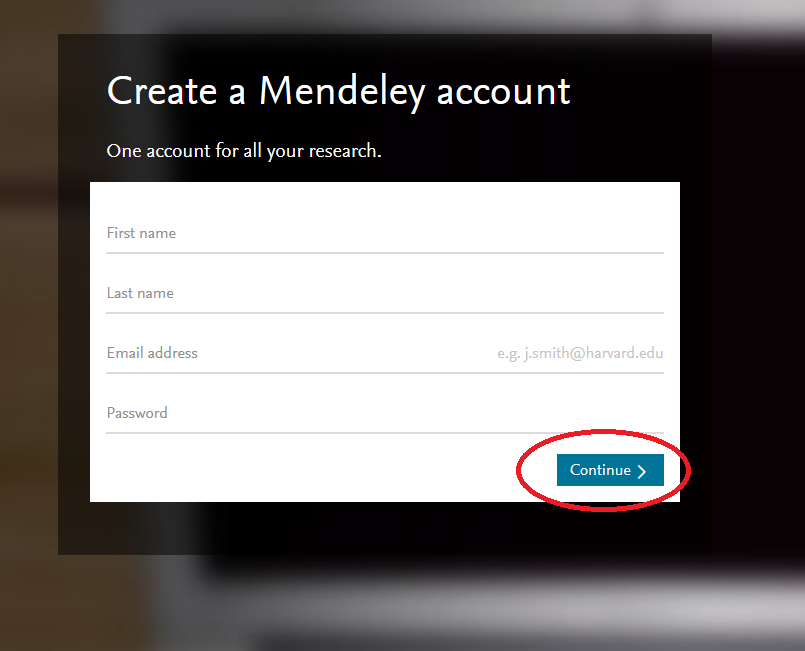 Create a Mendeley account
One account for all your research.
First name
Last name
Email address e.g. j.smith@harvard.edu
Password
Continue